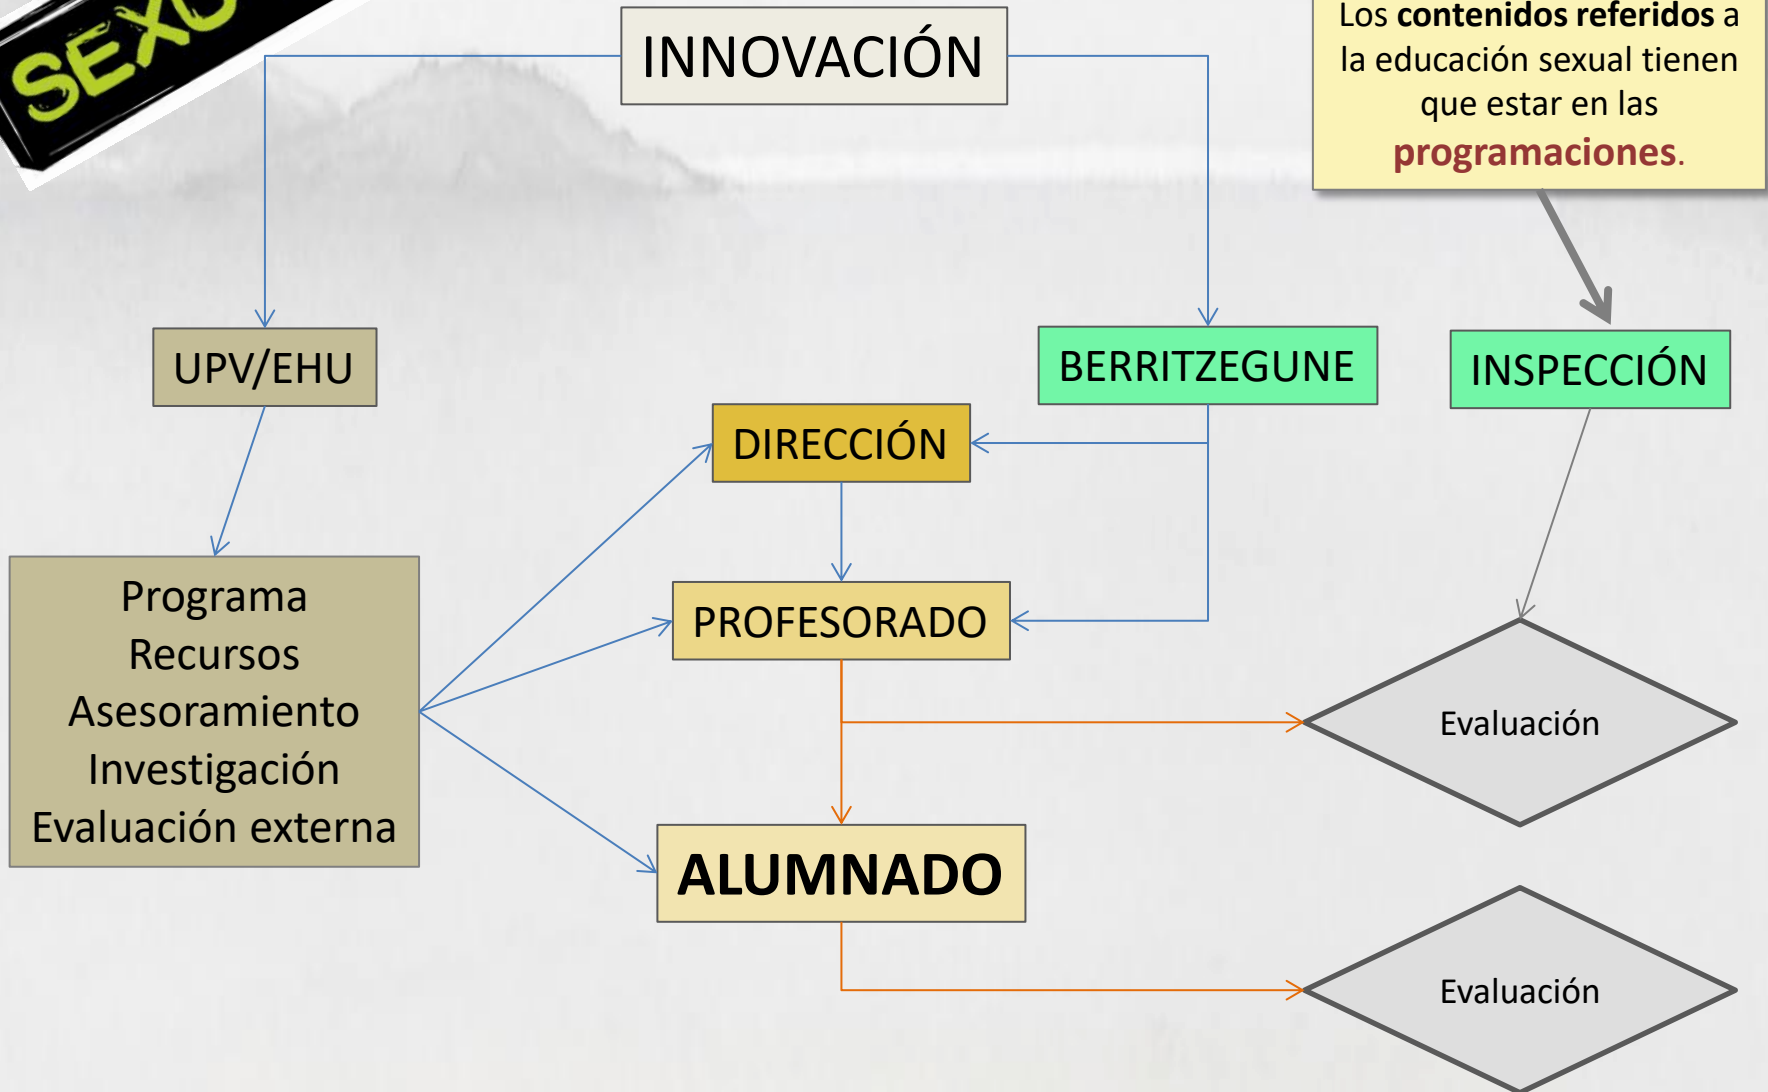 SEXU
INNOVACIÓN
Los contenidos referidos a
la educación sexual tienen
que estar en las
programaciones.
UPV/EHU
BERRITZEGUNE
INSPECCIÓN
DIRECCIÓN
Programa
Recursos
Asesoramiento
Investigación
Evaluación externa
PROFESORADO
Evaluación
ALUMNADO
Evaluación